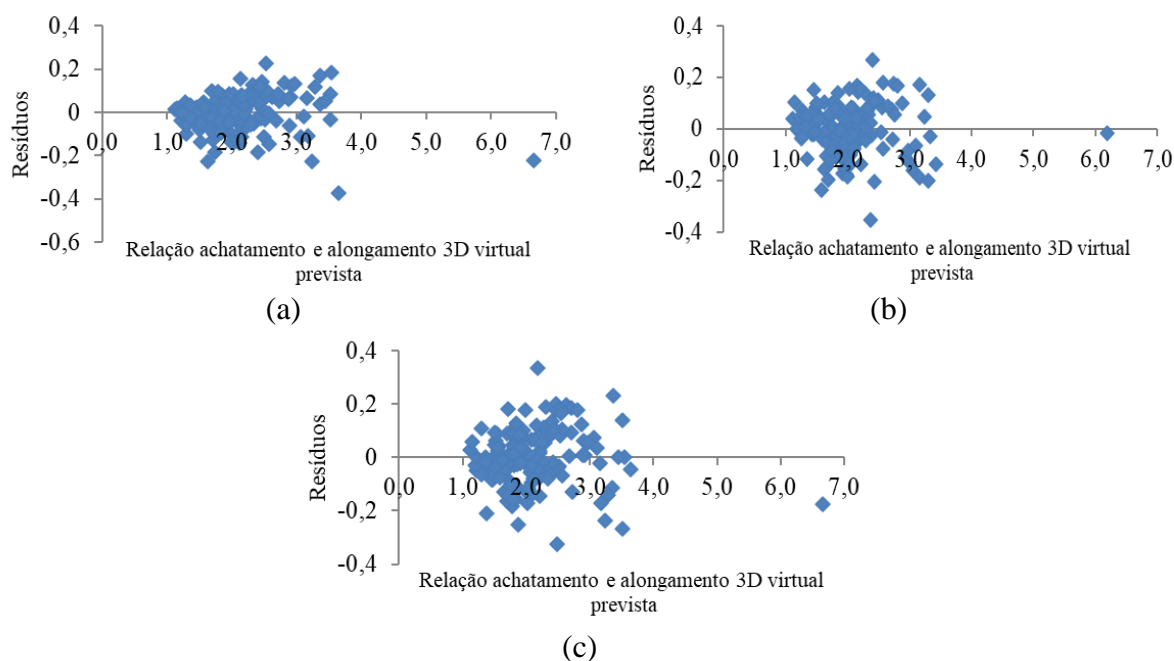 0,4
0,2
0
-0,2
-0,4
-0,6
0,0 1,0 2,0 3,0 4,0 5,0 6,0 7,0
Resíduos
Relação achatamento e alongamento 3D virtual
prevista
(a)
0,4
0,2
0
-0,2
-0,4
0,0 1,0 2,0 3,0 4,0 5,0 6,0 7,0
Resíduos
Relação achatamento e alongamento 3D virtual
prevista
(b)
0,4
0,2
0
-0,2
-0,4
0,0 1,0 2,0 3,0 4,0 5,0 6,0 7,0
Resíduos
Relação achatamento e alongamento 3D virtual
prevista
(c)